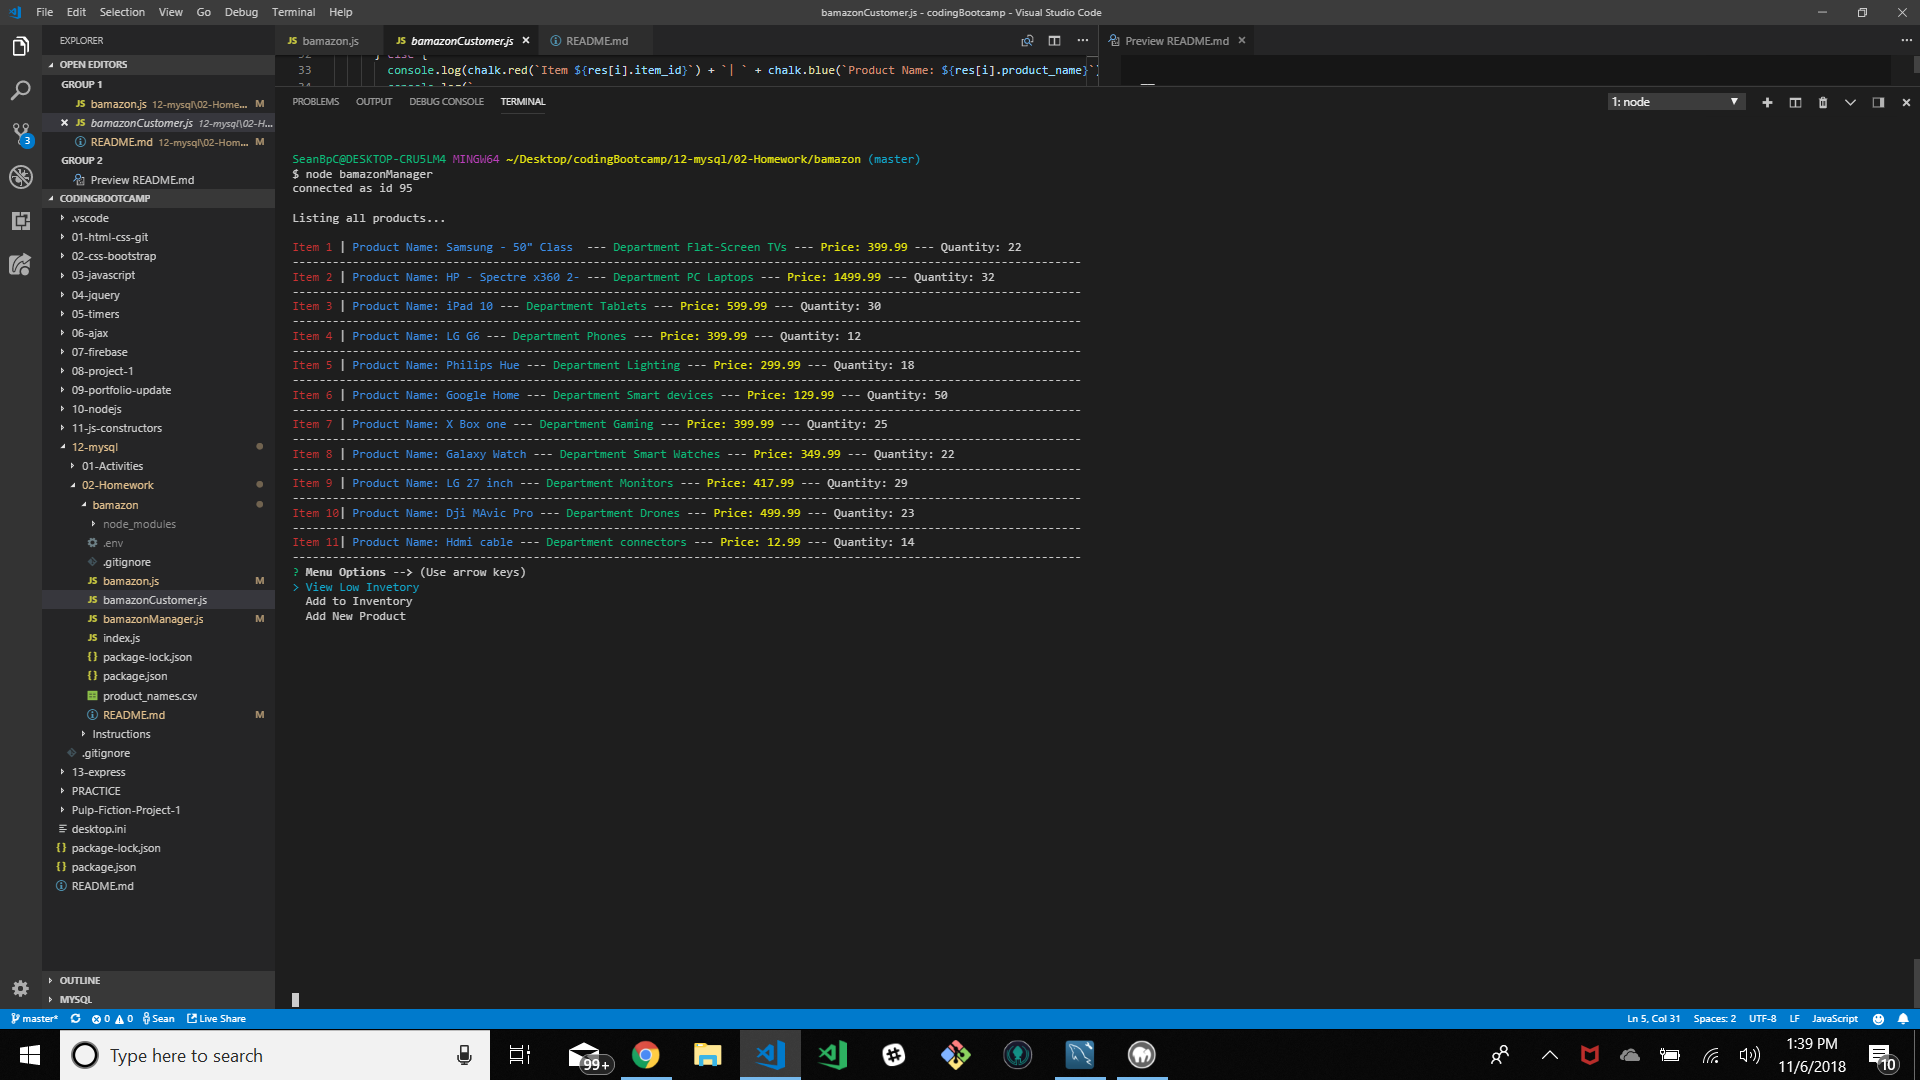 File Edit Selection View Go Debug Terminal Help
bamazonCustomer.js - codingBootcamp - Visual Studio Code
EXPLORER
OPEN EDITORS
GROUP 1
JS bamazon.js 12-mysql\02-Home... M
JS bamazonCustomer.js 12-mysql\02-H...
README.md 12-mysql\02-Hom... M
GROUP 2
Preview README.md
CODINGBOOTCAMP
.vscode
01-html-css-git
02-css-bootstrap
03-javascript
04-jquery
05-timers
06-ajax
07-firebase
08-project-1
09-portfolio-update
10-nodejs
11-js-constructors
12-mysql
01-Activities
02-Homework
bamazon
node_modules
.env
.gitignore
JS bamazon.js M
JS bamazonCustomer.js
JS bamazonManager.js M
JS index.js
{} package-lock.json
{} package.json
product_names.csv
README.md M
Instructions
.gitignore
13-express
PRACTICE
Pulp-Fiction-Project-1
desktop.ini
{} package-lock.json
{} package.json
README.md
OUTLINE
MYSQL
3
JS bamazon.js JS bamazonCustomer.js README.md
Preview README.md
33 console.log(chalk.red(`Item ${res[i].item_id}`) + `| ` + chalk.blue(`Product Name: ${res[i].product_name}`)
PROBLEMS OUTPUT DEBUG CONSOLE TERMINAL
1: node
SeanBpC@DESKTOP-CRU5LM4 MINGW64 ~/Desktop/codingBootcamp/12-mysql/02-Homework/bamazon (master)
$ node bamazonManager
connected as id 95
Listing all products...
Item 1 | Product Name: Samsung - 50" Class  --- Department Flat-Screen TVs --- Price: 399.99 --- Quantity: 22
Item 2 | Product Name: HP - Spectre x360 2- --- Department PC Laptops --- Price: 1499.99 --- Quantity: 32
Item 3 | Product Name: iPad 10 --- Department Tablets --- Price: 599.99 --- Quantity: 30
Item 4 | Product Name: LG G6 --- Department Phones --- Price: 399.99 --- Quantity: 12
Item 5 | Product Name: Philips Hue --- Department Lighting --- Price: 299.99 --- Quantity: 18
Item 6 | Product Name: Google Home --- Department Smart devices --- Price: 129.99 --- Quantity: 50
Item 7 | Product Name: X Box one --- Department Gaming --- Price: 399.99 --- Quantity: 25
Item 8 | Product Name: Galaxy Watch --- Department Smart Watches --- Price: 349.99 --- Quantity: 22
Item 9 | Product Name: LG 27 inch --- Department Monitors --- Price: 417.99 --- Quantity: 29
Item 10| Product Name: Dji MAvic Pro --- Department Drones --- Price: 499.99 --- Quantity: 23
Item 11| Product Name: Hdmi cable --- Department connectors --- Price: 12.99 --- Quantity: 14
? Menu Options --> (Use arrow keys)
> View Low Invetory
Add to Inventory
Add New Product
master* 0 0 Sean Live Share
Ln 5, Col 31 Spaces: 2 UTF-8 LF JavaScript
Type here to search
99+
1:39 PM
11/6/2018
10